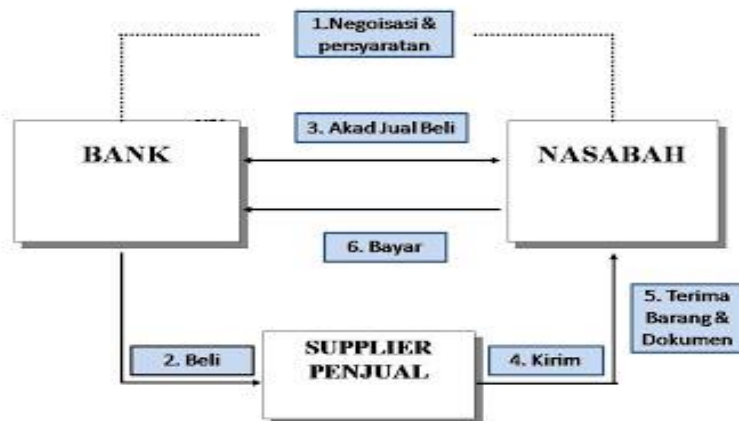 1.Negoisasi &
persyaratan
3. Akad Jual Beli
BANK
NASABAH
6. Bayar
5. Terima
Barang &
Dokumen
SUPPLIER
PENJUAL
2. Beli
4. Kirim